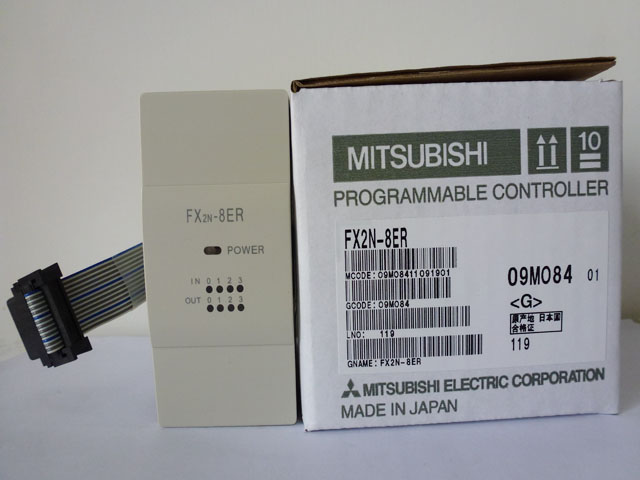 FX2N-8ER
POWER
IN 0 1 2 3
OUT 0 1 2 3
MITSUBISHI
10
PROGRAMMABLE CONTROLLER
FX2N-8ER
MCODE: 09M08411091901
09M084 01
GCODE: 09M084
<G>
原产地 日本国
合格证
LNO: 119
119
GNAME: FX2N-8ER
MITSUBISHI ELECTRIC CORPORATION
MADE IN JAPAN